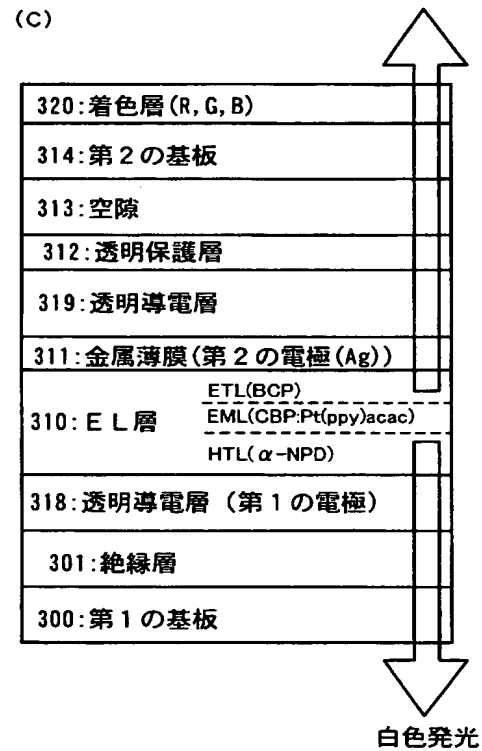 (C)
320:着色層(R,G,B)
314:第2の基板
313:空隙
312:透明保護層
319:透明導電層
311:金属薄膜(第2の電極(Ag))
310:EL層
ETL(BCP)
EML(CBP:Pt(ppy)acac)
HTL(α-NPD)
318:透明導電層(第1の電極)
301:絶縁層
300:第1の基板
白色発光